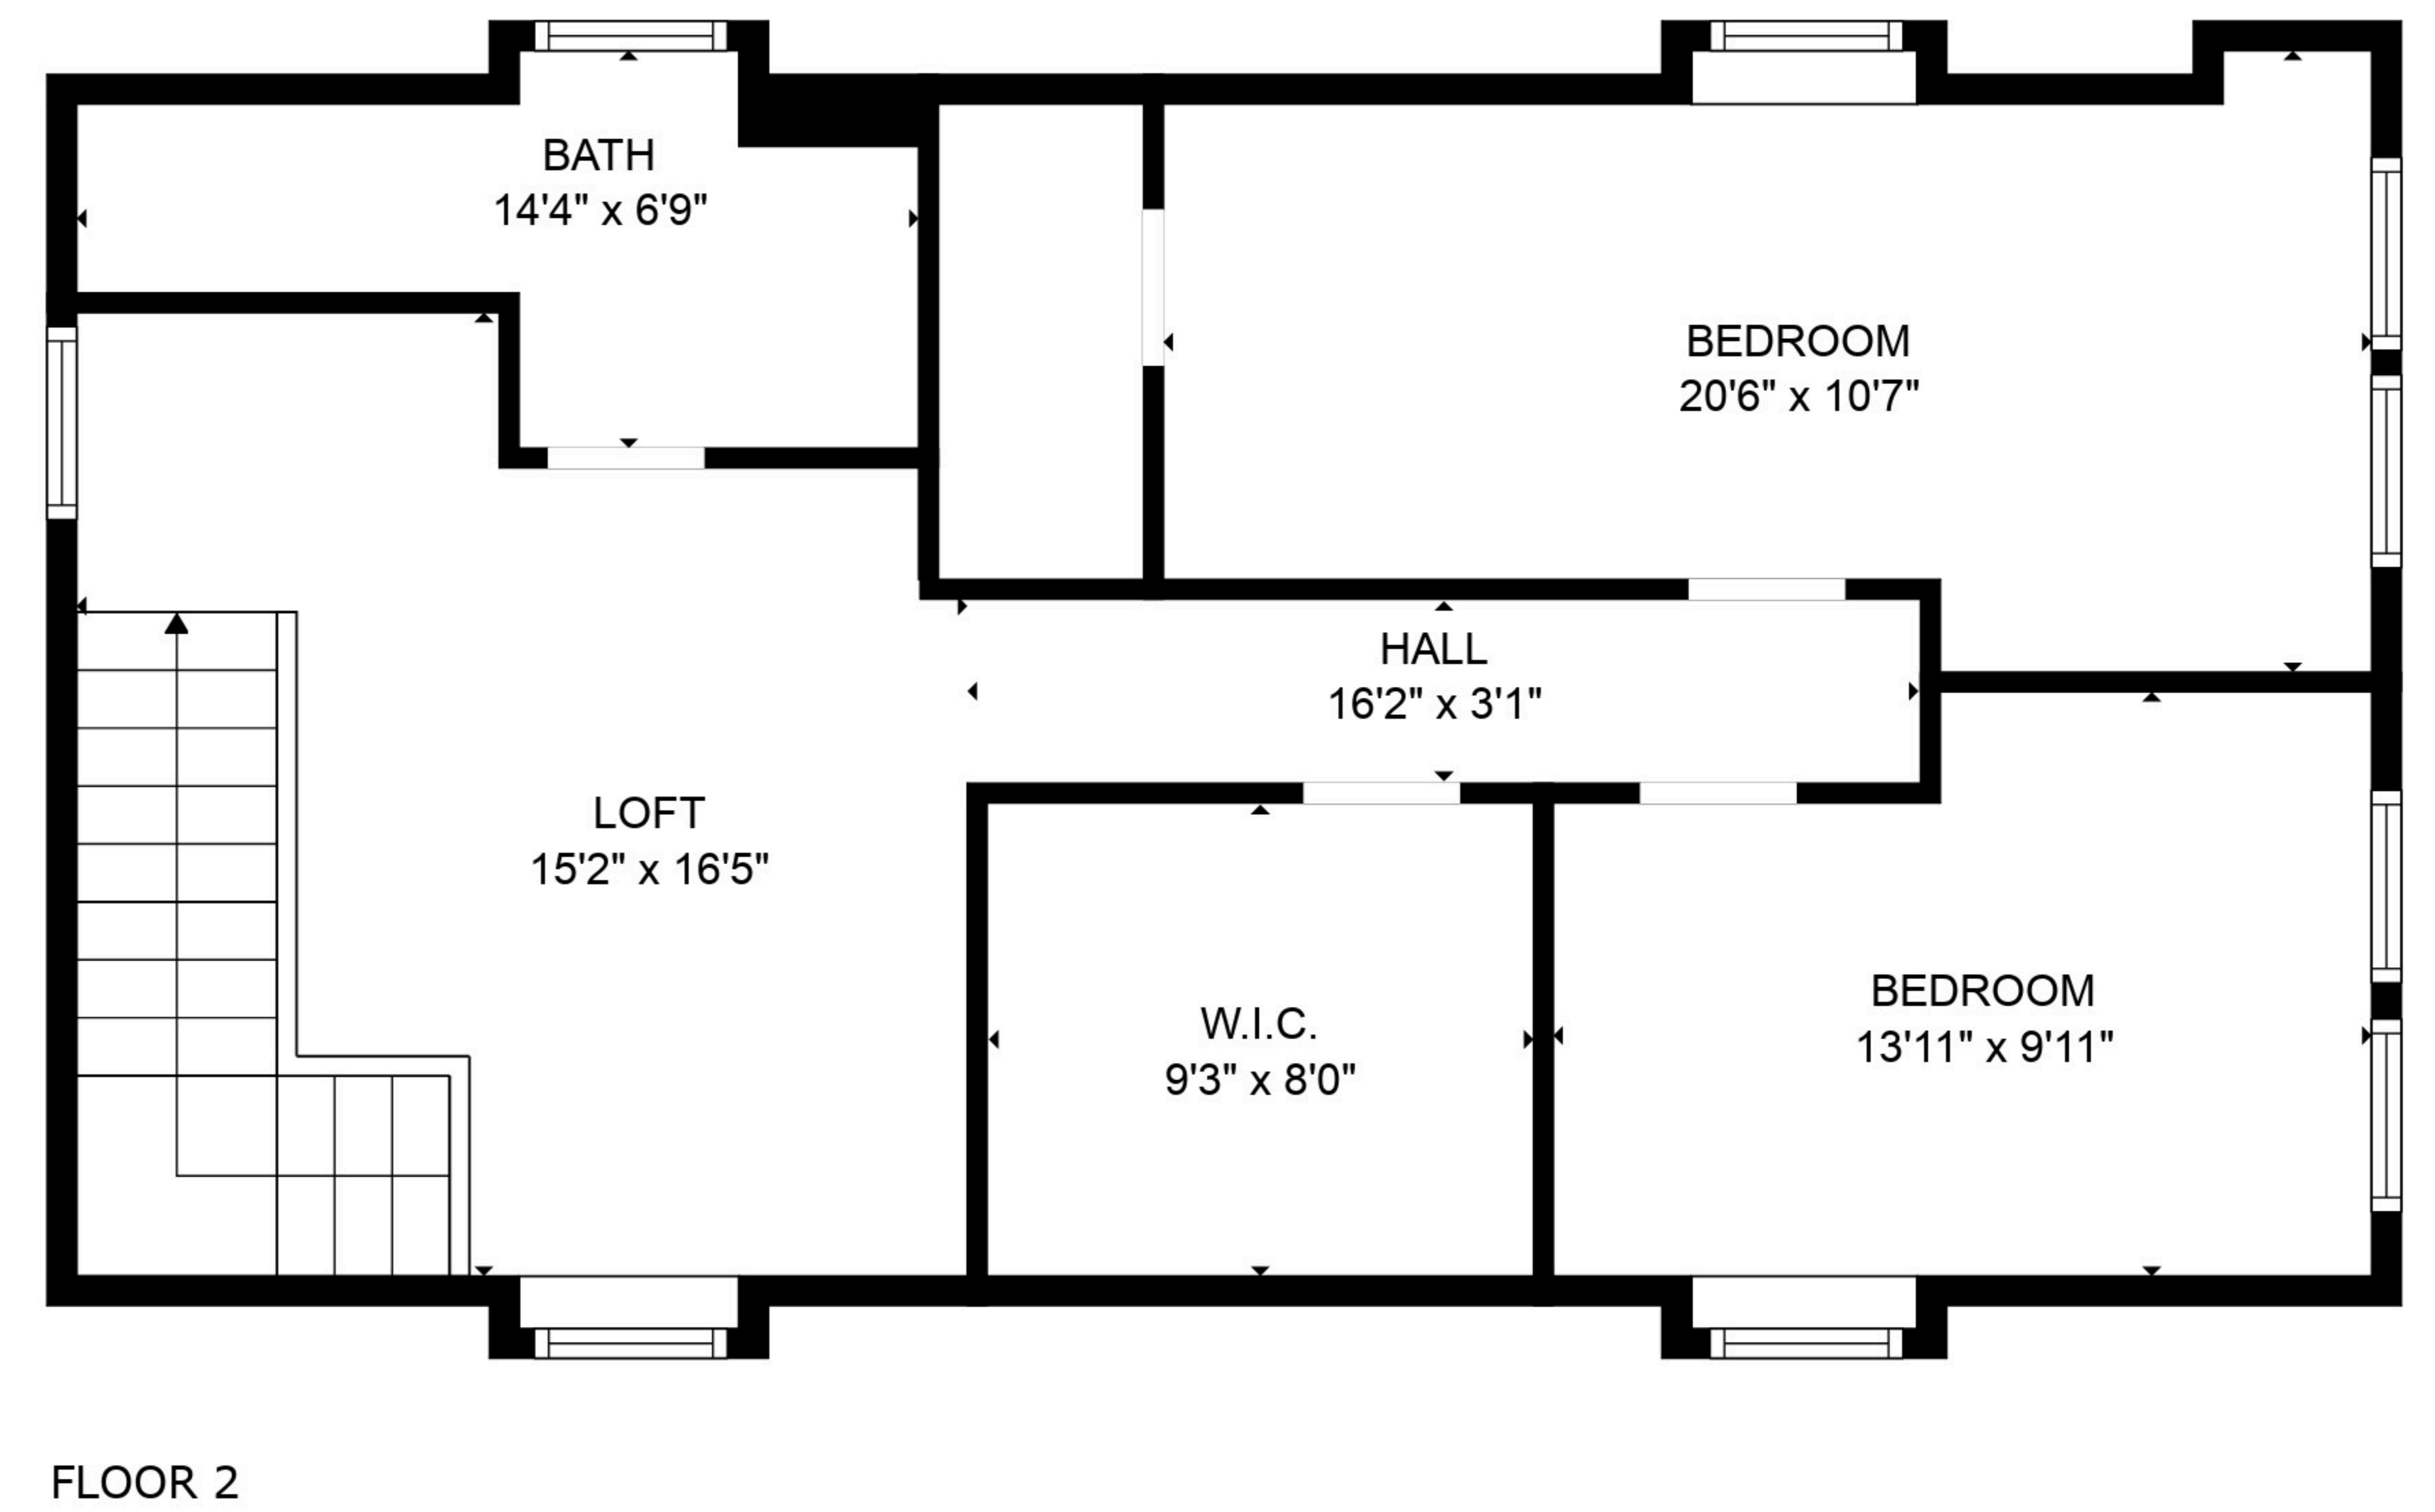 BATH
14'4" x 6'9"
BEDROOM
20'6" x 10'7"
HALL
16'2" x 3'1"
LOFT
15'2" x 16'5"
W.I.C.
9'3" x 8'0"
BEDROOM
13'11" x 9'11"
FLOOR 2